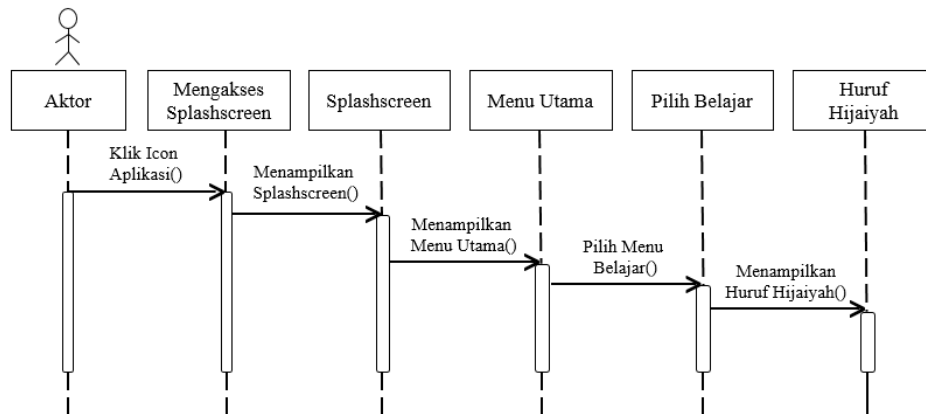 Aktor
Mengakses
Splashscreen
Splashscreen
Menu Utama
Pilih Belajar
Huruf
Hijaiyah
Klik Icon
Aplikasi()
Menampilkan
Splashscreen()
Menampilkan
Menu Utama()
Pilih Menu
Belajar()
Menampilkan
Huruf Hijaiyah()